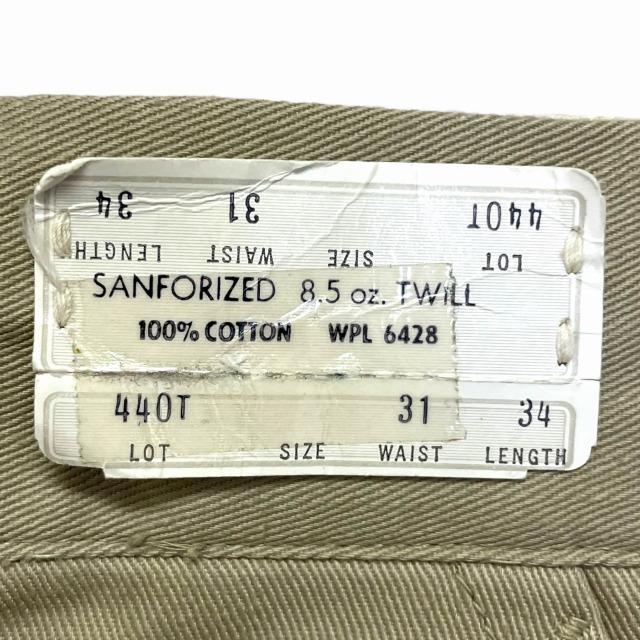 34 31 440T
LENGTH WAIST SIZE LOT
SANFORIZED 8.5 oz. TWILL
100% COTTON WPL 6428
440T 31 34
LOT SIZE WAIST LENGTH